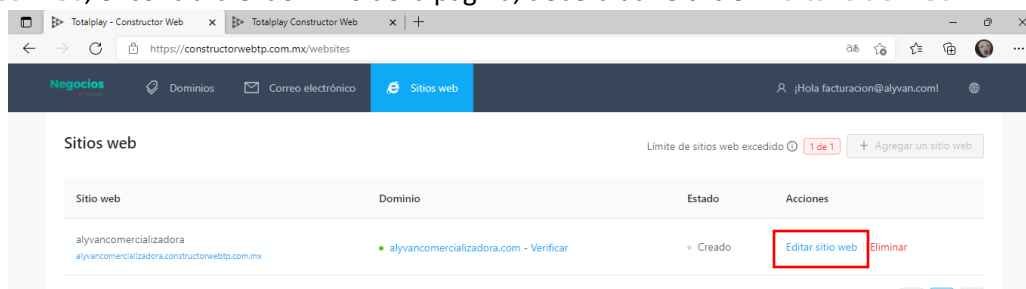 Totalplay - Constructor Web
Totalplay Constructor Web
https://constructorwebtp.com.mx/websites
Negocios
Dominios
Correo electrónico
Sitios web
¡Hola facturacion@alyvan.com!
Sitios web
Límite de sitios web excedido 1 de 1 + Agregar un sitio web
Sitio web Dominio Estado Acciones
alyvancomercializadora
alyvancomercializadora.constructorwebtp.com.mx
alyvancomercializadora.com - Verificar
Creado
Editar sitio web Eliminar